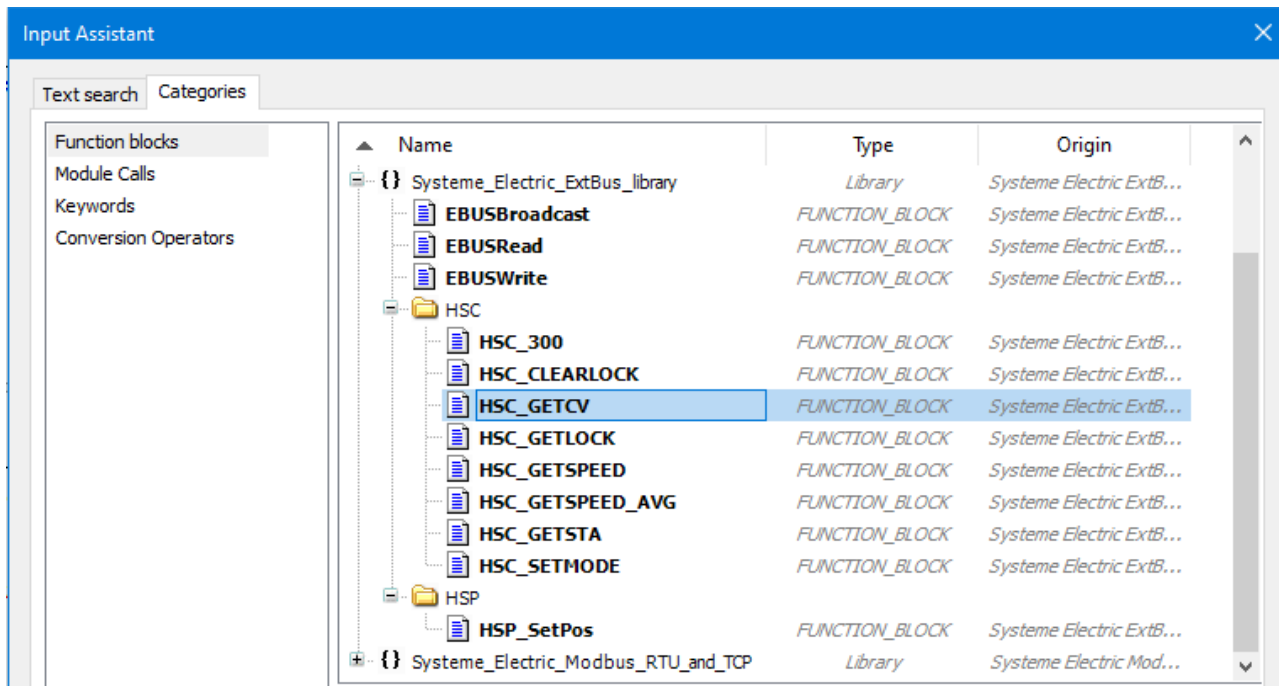 Input Assistant
Text search Categories
Function blocks
Module Calls
Keywords
Conversion Operators
Name Type Origin
{} Systeme_Electric_ExtBus_library Library Systeme Electric ExtB...
EBUSBroadcast FUNCTION_BLOCK Systeme Electric ExtB...
EBUSRead FUNCTION_BLOCK Systeme Electric ExtB...
EBUSWrite FUNCTION_BLOCK Systeme Electric ExtB...
HSC
HSC_300 FUNCTION_BLOCK Systeme Electric ExtB...
HSC_CLEARLOCK FUNCTION_BLOCK Systeme Electric ExtB...
HSC_GETCV FUNCTION_BLOCK Systeme Electric ExtB...
HSC_GETLOCK FUNCTION_BLOCK Systeme Electric ExtB...
HSC_GETSPEED FUNCTION_BLOCK Systeme Electric ExtB...
HSC_GETSPEED_AVG FUNCTION_BLOCK Systeme Electric ExtB...
HSC_GETSTA FUNCTION_BLOCK Systeme Electric ExtB...
HSC_SETMODE FUNCTION_BLOCK Systeme Electric ExtB...
HSP
HSP_SetPos FUNCTION_BLOCK Systeme Electric ExtB...
{} Systeme_Electric_Modbus_RTU_and_TCP Library Systeme Electric Mod...